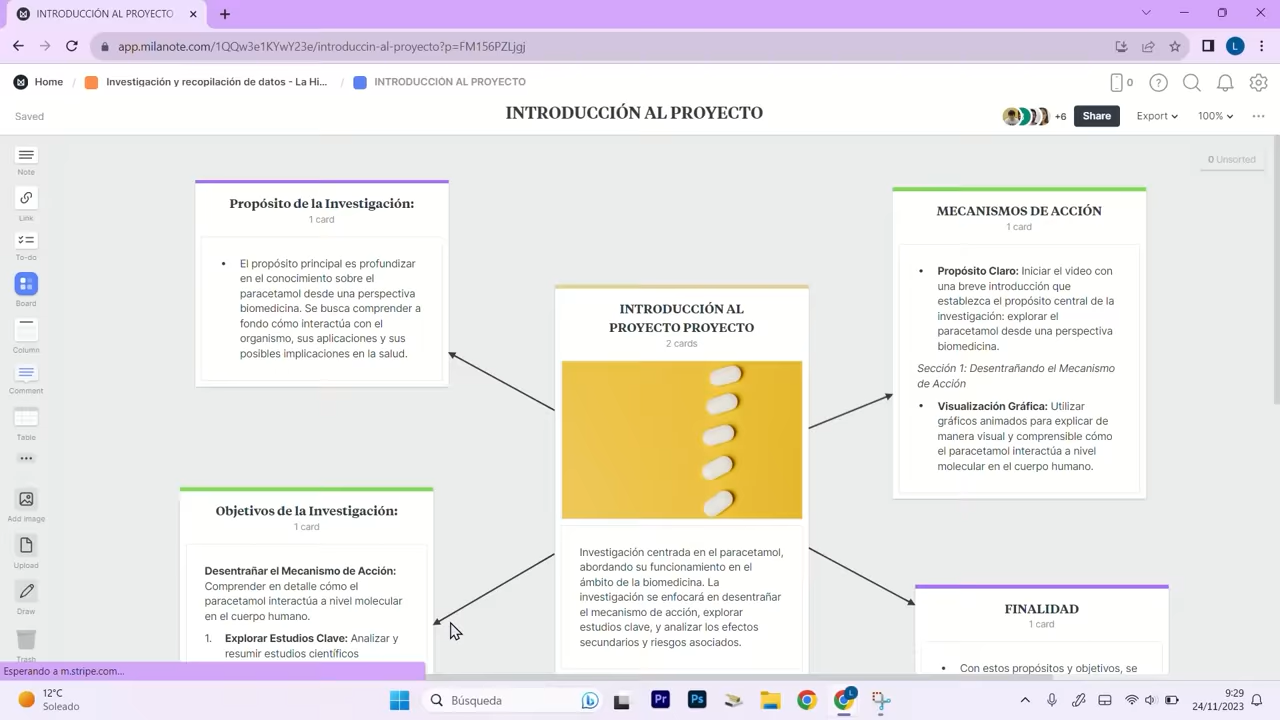 INTRODUCCIÓN AL PROYECTO
app.milanote.com/1QQw3e1KYwY23e/introduccin-al-proyecto?p=FM156PZLjgj
L
Home / Investigación y recopilación de datos - La Hi... / INTRODUCCIÓN AL PROYECTO
0
Saved
INTRODUCCIÓN AL PROYECTO
+6
Share
Export
100%
0 Unsorted
Note
Link
To-do
Board
Column
Comment
Table
Add image
Upload
Draw
Trash
Propósito de la Investigación:
1 card
El propósito principal es profundizar
en el conocimiento sobre el
paracetamol desde una perspectiva
biomedicina. Se busca comprender a
fondo cómo interactúa con el
organismo, sus aplicaciones y sus
posibles implicaciones en la salud.
Objetivos de la Investigación:
1 card
Desentrañar el Mecanismo de Acción:
Comprender en detalle cómo el
paracetamol interactúa a nivel molecular
en el cuerpo humano.
1. Explorar Estudios Clave: Analizar y
resumir estudios científicos
INTRODUCCIÓN AL
PROYECTO PROYECTO
2 cards
Investigación centrada en el paracetamol,
abordando su funcionamiento en el
ámbito de la biomedicina. La
investigación se enfocará en desentrañar
el mecanismo de acción, explorar
estudios clave, y analizar los efectos
secundarios y riesgos asociados.
MECANISMOS DE ACCIÓN
1 card
Propósito Claro: Iniciar el video con
una breve introducción que
establezca el propósito central de la
investigación: explorar el
paracetamol desde una perspectiva
biomedicina.
Sección 1: Desentrañando el Mecanismo
de Acción
Visualización Gráfica: Utilizar
gráficos animados para explicar de
manera visual y comprensible cómo
el paracetamol interactúa a nivel
molecular en el cuerpo humano.
FINALIDAD
1 card
Con estos propósitos y objetivos, se
Esperando a m.stripe.com...
12°C
Soleado
Búsqueda
Pr
Ps
L
9:29
24/11/2023